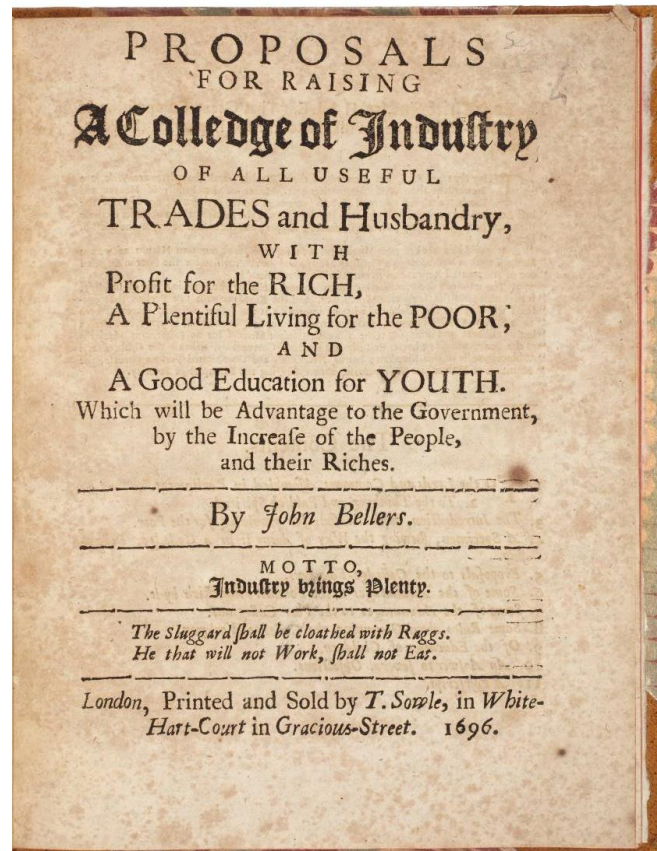 PROPOSALS
FOR RAISING
A Colledge of Induſtry
OF ALL USEFUL
TRADES and Husbandry,
WITH
Profit for the RICH,
A Plentiful Living for the POOR,
AND
A Good Education for YOUTH.
Which will be Advantage to the Government,
by the Increaſe of the People,
and their Riches.
By John Bellers.
MOTTO,
Induſtry brings Plenty.
The Sluggard ſhall be cloathed with Raggs.
He that will not Work, ſhall not Eat.
London, Printed and Sold by T. Sowle, in White-
Hart-Court in Gracious-Street. 1696.